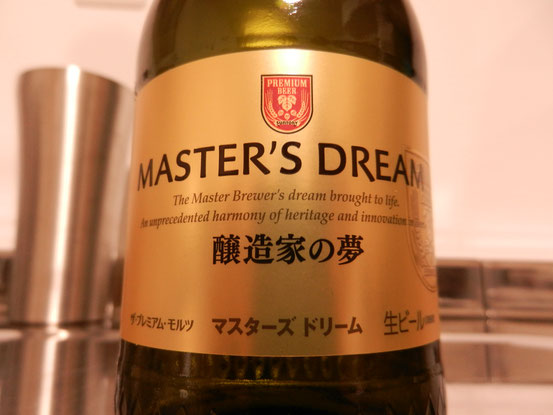 PREMIUM
BEER
SUNTORY
MASTER'S DREAM
The Master Brewer's dream brought to life.
An unprecedented harmony of heritage and innovation
醸造家の夢
ザ・プレミアム・モルツ マスターズ ドリーム 生ビール